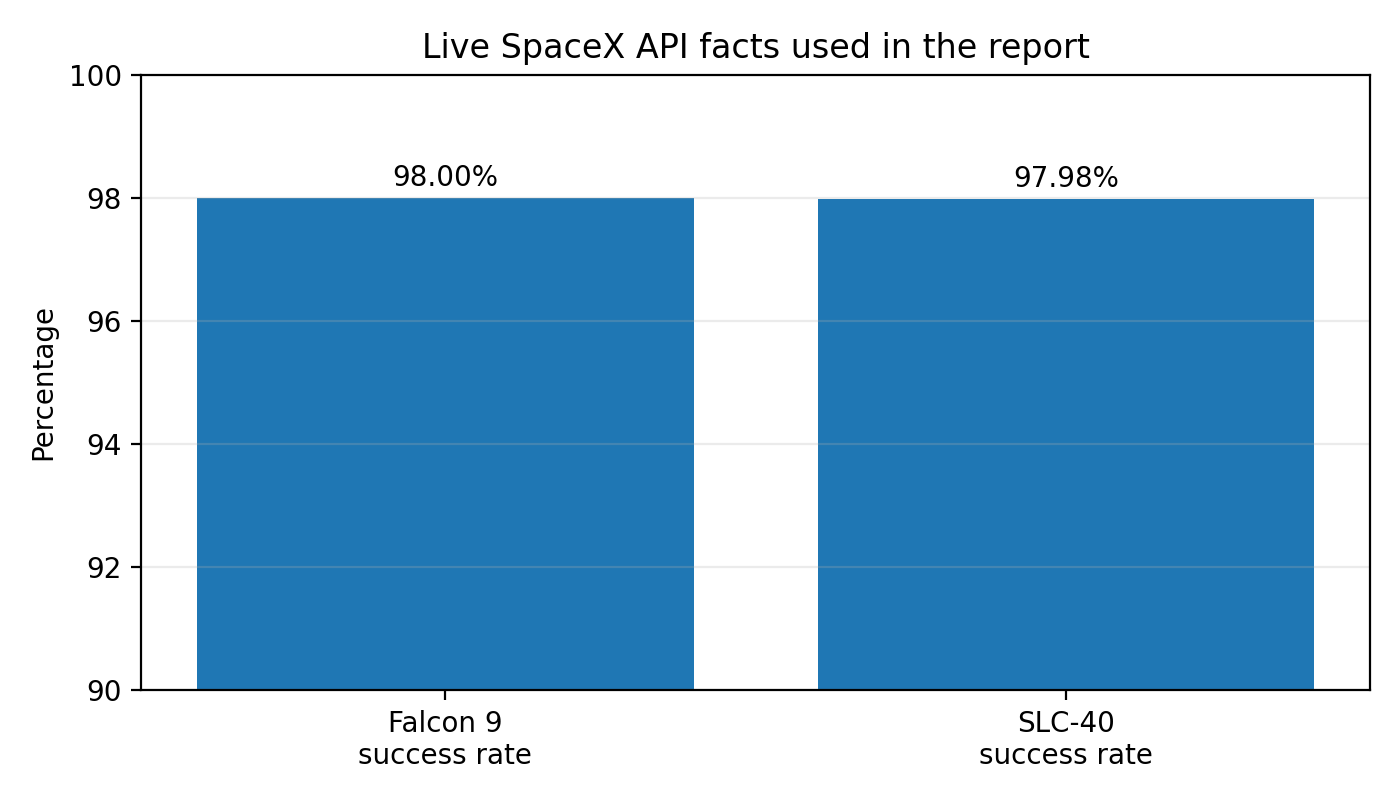 Live SpaceX API facts used in the report
100
98
96
94
92
90
Percentage
98.00%
97.98%
Falcon 9
success rate
SLC-40
success rate